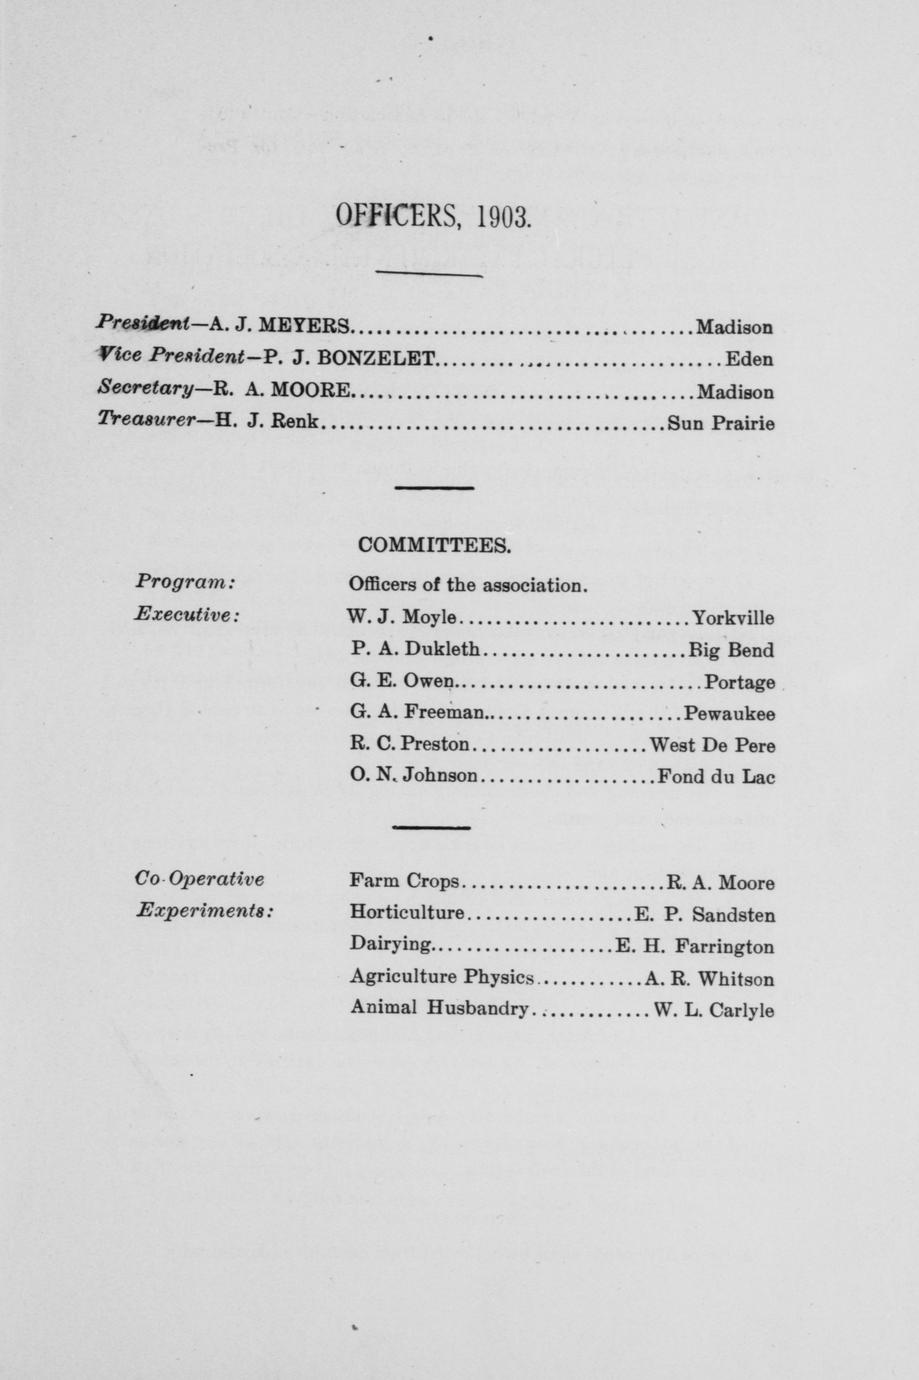 OFFICERS, 1903.
President—A. J. MEYERS......................................Madison
Vice President—P. J. BONZELET...............................Eden
Secretary—R. A. MOORE......................................Madison
Treasurer—H. J. Renk.....................................Sun Prairie
COMMITTEES.
Program: Officers of the association.
Executive: W. J. Moyle.........................Yorkville
P. A. Dukleth......................Big Bend
G. E. Owen...........................Portage
G. A. Freeman......................Pewaukee
R. C. Preston...................West De Pere
O. N. Johnson...................Fond du Lac
Co-Operative Farm Crops......................R. A. Moore
Experiments: Horticulture..................E. P. Sandsten
Dairying....................E. H. Farrington
Agriculture Physics............A. R. Whitson
Animal Husbandry.............W. L. Carlyle